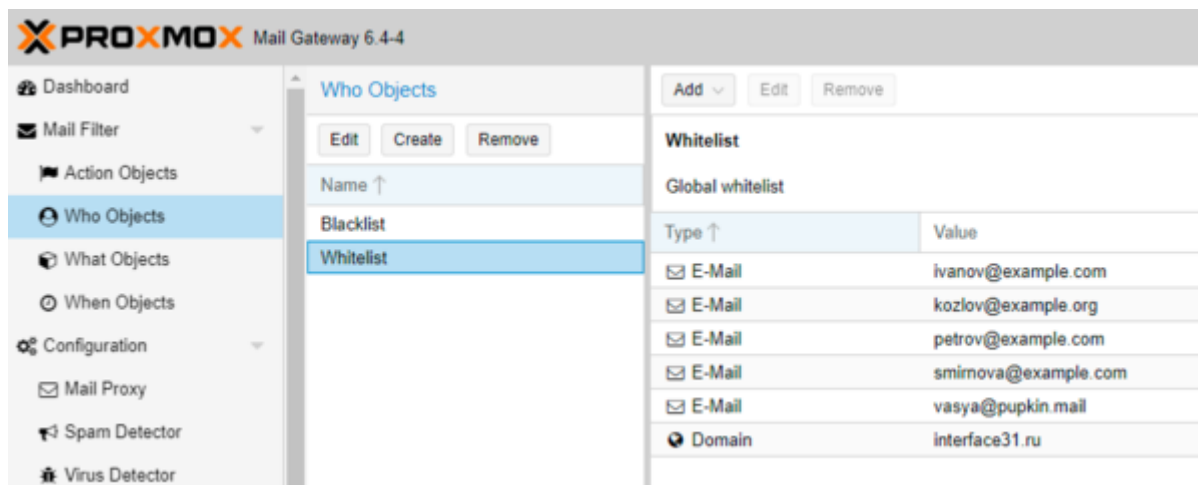 PROXMOX Mail Gateway 6.4-4
Dashboard
Mail Filter
Action Objects
Who Objects
What Objects
When Objects
Configuration
Mail Proxy
Spam Detector
Virus Detector
Who Objects
Edit Create Remove
Name ↑
Blacklist
Whitelist
Add Edit Remove
Whitelist
Global whitelist
Type ↑ Value
E-Mail ivanov@example.com
E-Mail kozlov@example.org
E-Mail petrov@example.com
E-Mail smirnova@example.com
E-Mail vasya@pupkin.mail
Domain interface31.ru